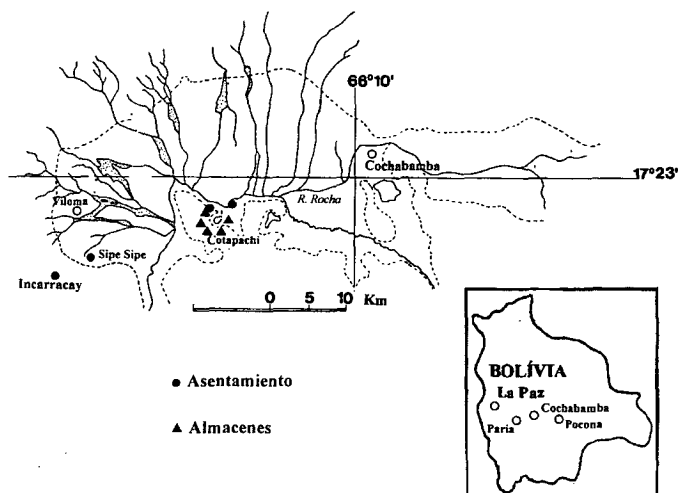 66°10'
Cochabamba
17°23'
R. Rocha
Viloma
Cotapachi
Sipe Sipe
Incarracay
0 10 Km
Asentamiento
Almacenes
BOLÍVIA
La Paz
Cochabamba
Paria
Pocona